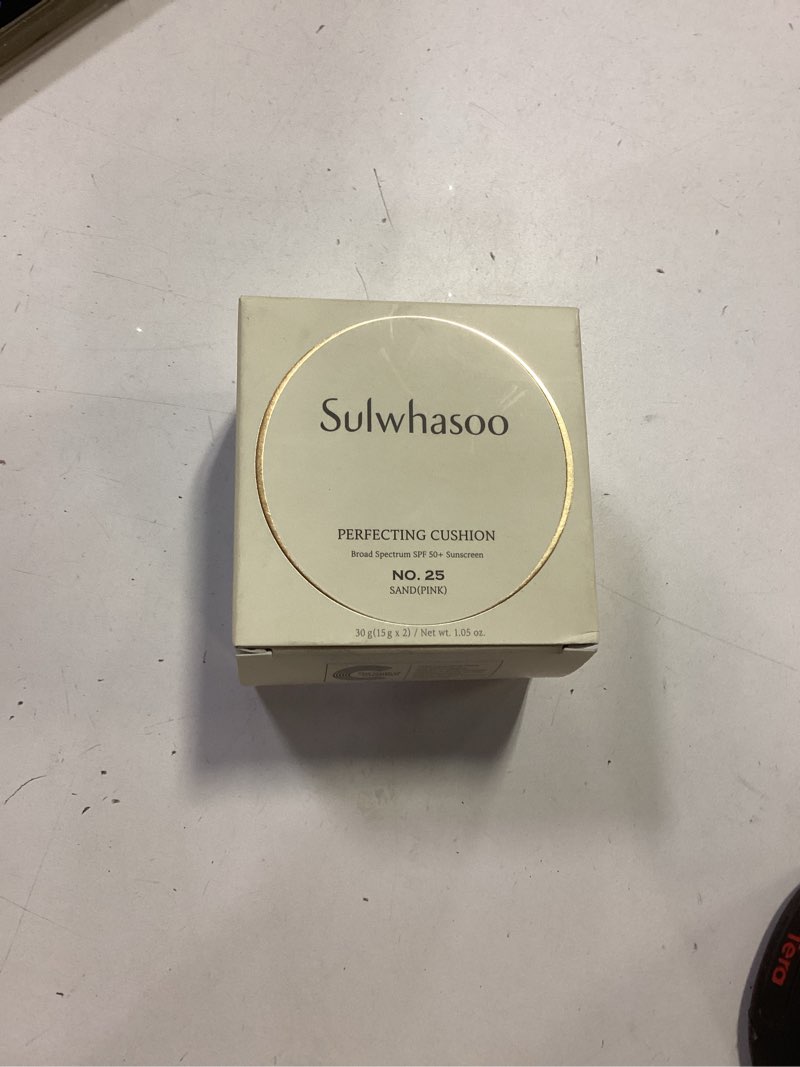 Sulwhasoo
PERFECTING CUSHION
Broad Spectrum SPF 50+ Sunscreen
NO. 25
SAND(PINK)
30 g(15 g x 2) / Net wt. 1.05 oz.
Tera